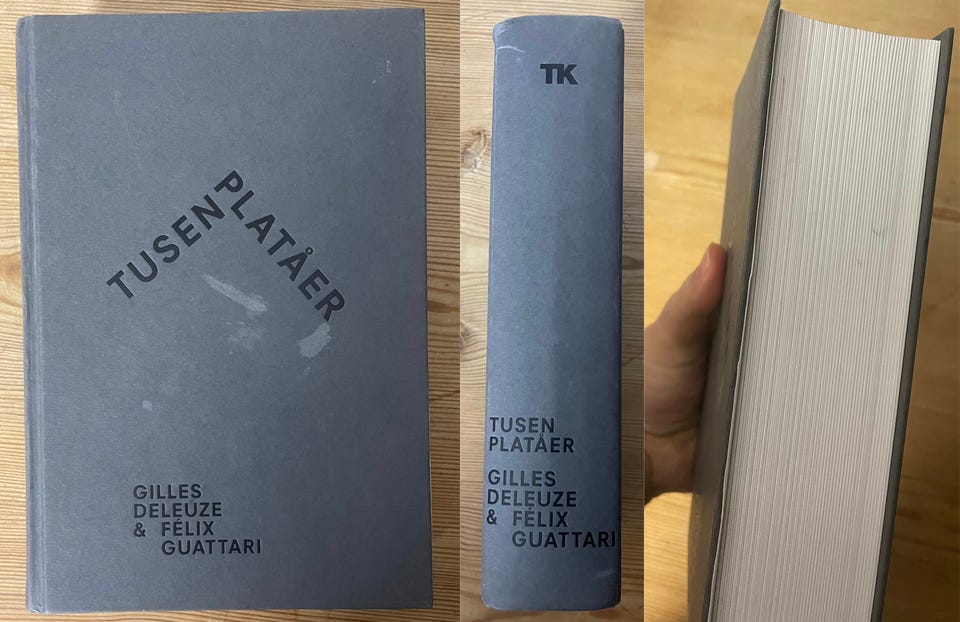 TUSEN PLATÅER
GILLES
DELEUZE
& FÉLIX
GUATTARI
TK
TUSEN
PLATÅER
GILLES
DELEUZE
& FÉLIX
GUATTARI